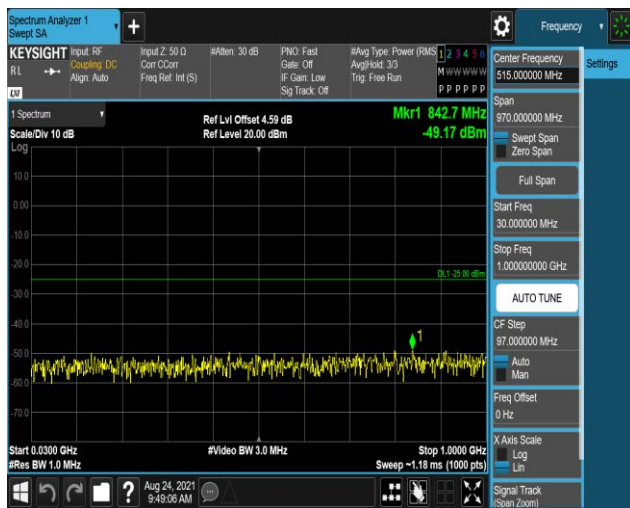 Spectrum Analyzer 1
Swept SA
+
Frequency
KEYSIGHT
RL
LXI
Input: RF
Coupling: DC
Align: Auto
Input Z: 50 Ω
Corr CCorr
Freq Ref: Int (S)
#Atten: 30 dB
PNO: Fast
Gate: Off
IF Gain: Low
Sig Track: Off
#Avg Type: Power (RMS
Avg|Hold: 3/3
Trig: Free Run
1 2 3 4 5 6
M W W W W W
P P P P P P
1 Spectrum
Scale/Div 10 dB
Ref Lvl Offset 4.59 dB
Ref Level 20.00 dBm
Mkr1 842.7 MHz
-49.17 dBm
Log
10.0
0.00
-10.0
-20.0
-30.0
-40.0
-50.0
-60.0
-70.0
DL1 -25.00 dBm
1
Start 0.0300 GHz
#Res BW 1.0 MHz
#Video BW 3.0 MHz
Stop 1.0000 GHz
Sweep ~1.18 ms (1000 pts)
Center Frequency
515.000000 MHz
Settings
Span
970.000000 MHz
Swept Span
Zero Span
Full Span
Start Freq
30.000000 MHz
Stop Freq
1.000000000 GHz
AUTO TUNE
CF Step
97.000000 MHz
Auto
Man
Freq Offset
0 Hz
X Axis Scale
Log
Lin
Signal Track
(Span Zoom)
?
Aug 24, 2021
9:49:06 AM